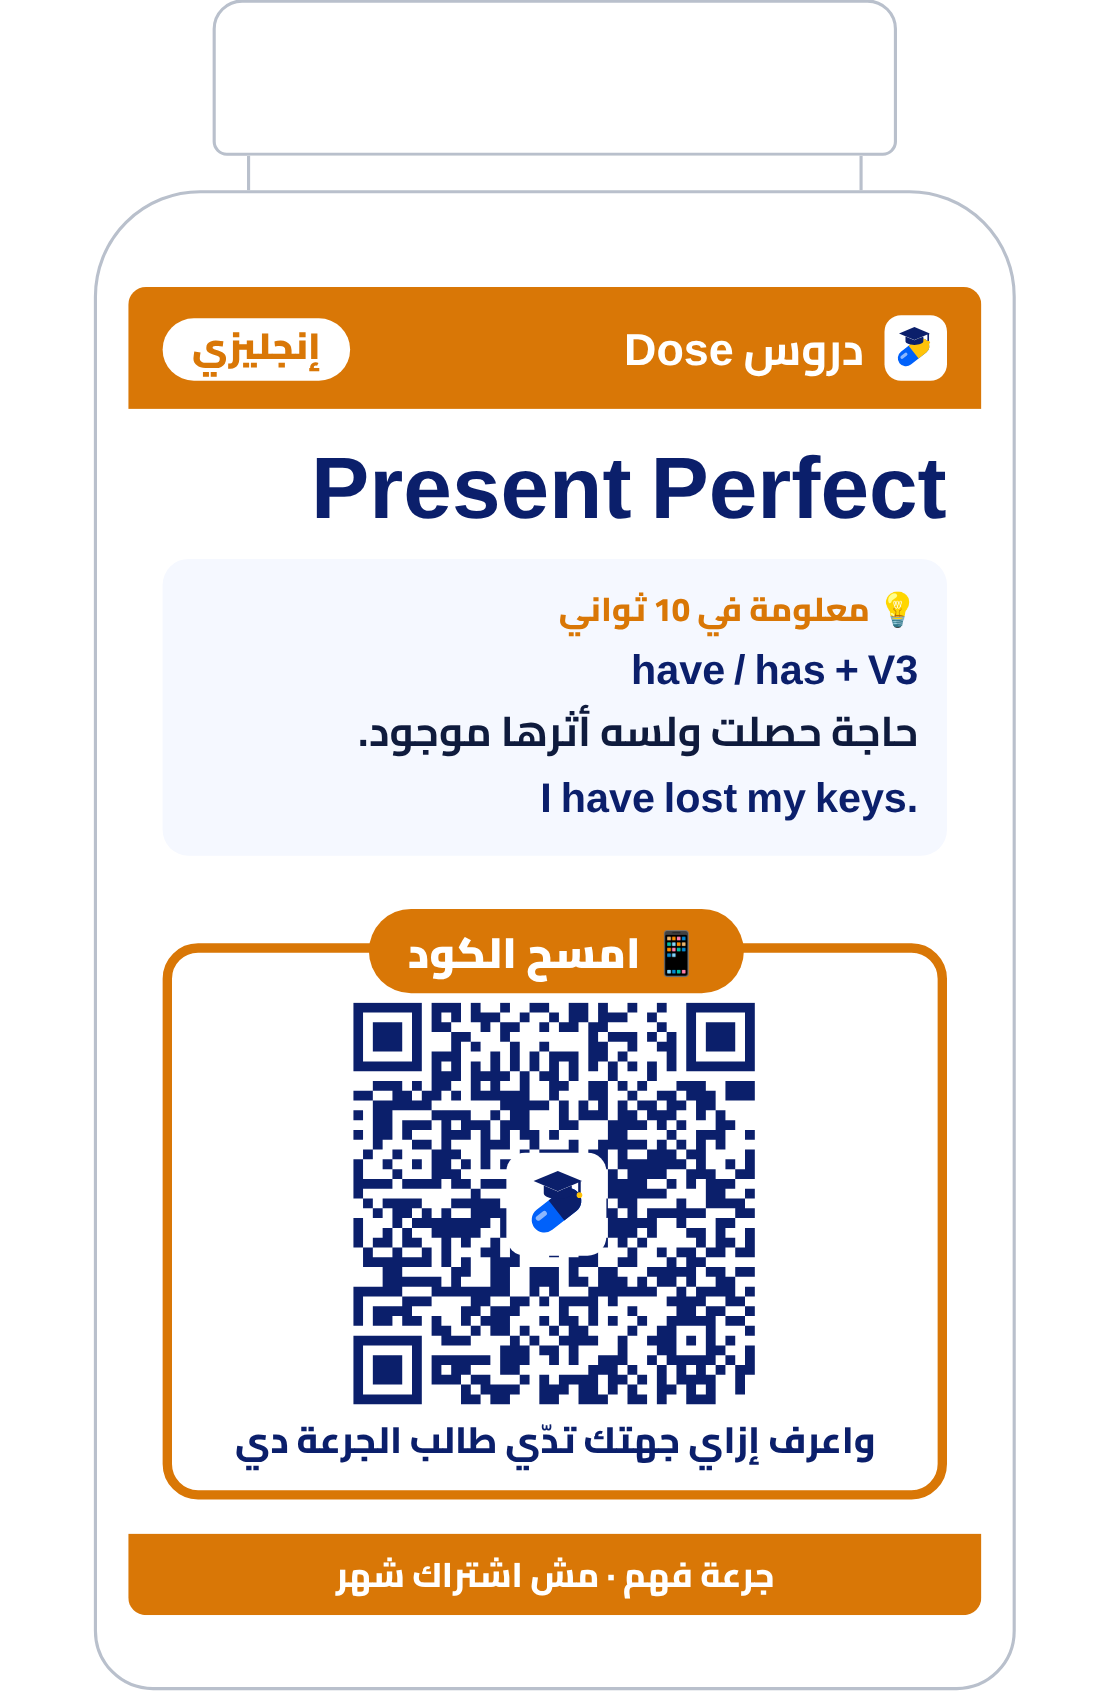 دروس Dose
إنجليزي
Present Perfect
💡 معلومة في 10 ثواني
have / has + V3
حاجة حصلت ولسه أثرها موجود.
I have lost my keys.
📱 امسح الكود
واعرف إزاي جهتك تدّي طالب الجرعة دي
جرعة فهم · مش اشتراك شهر